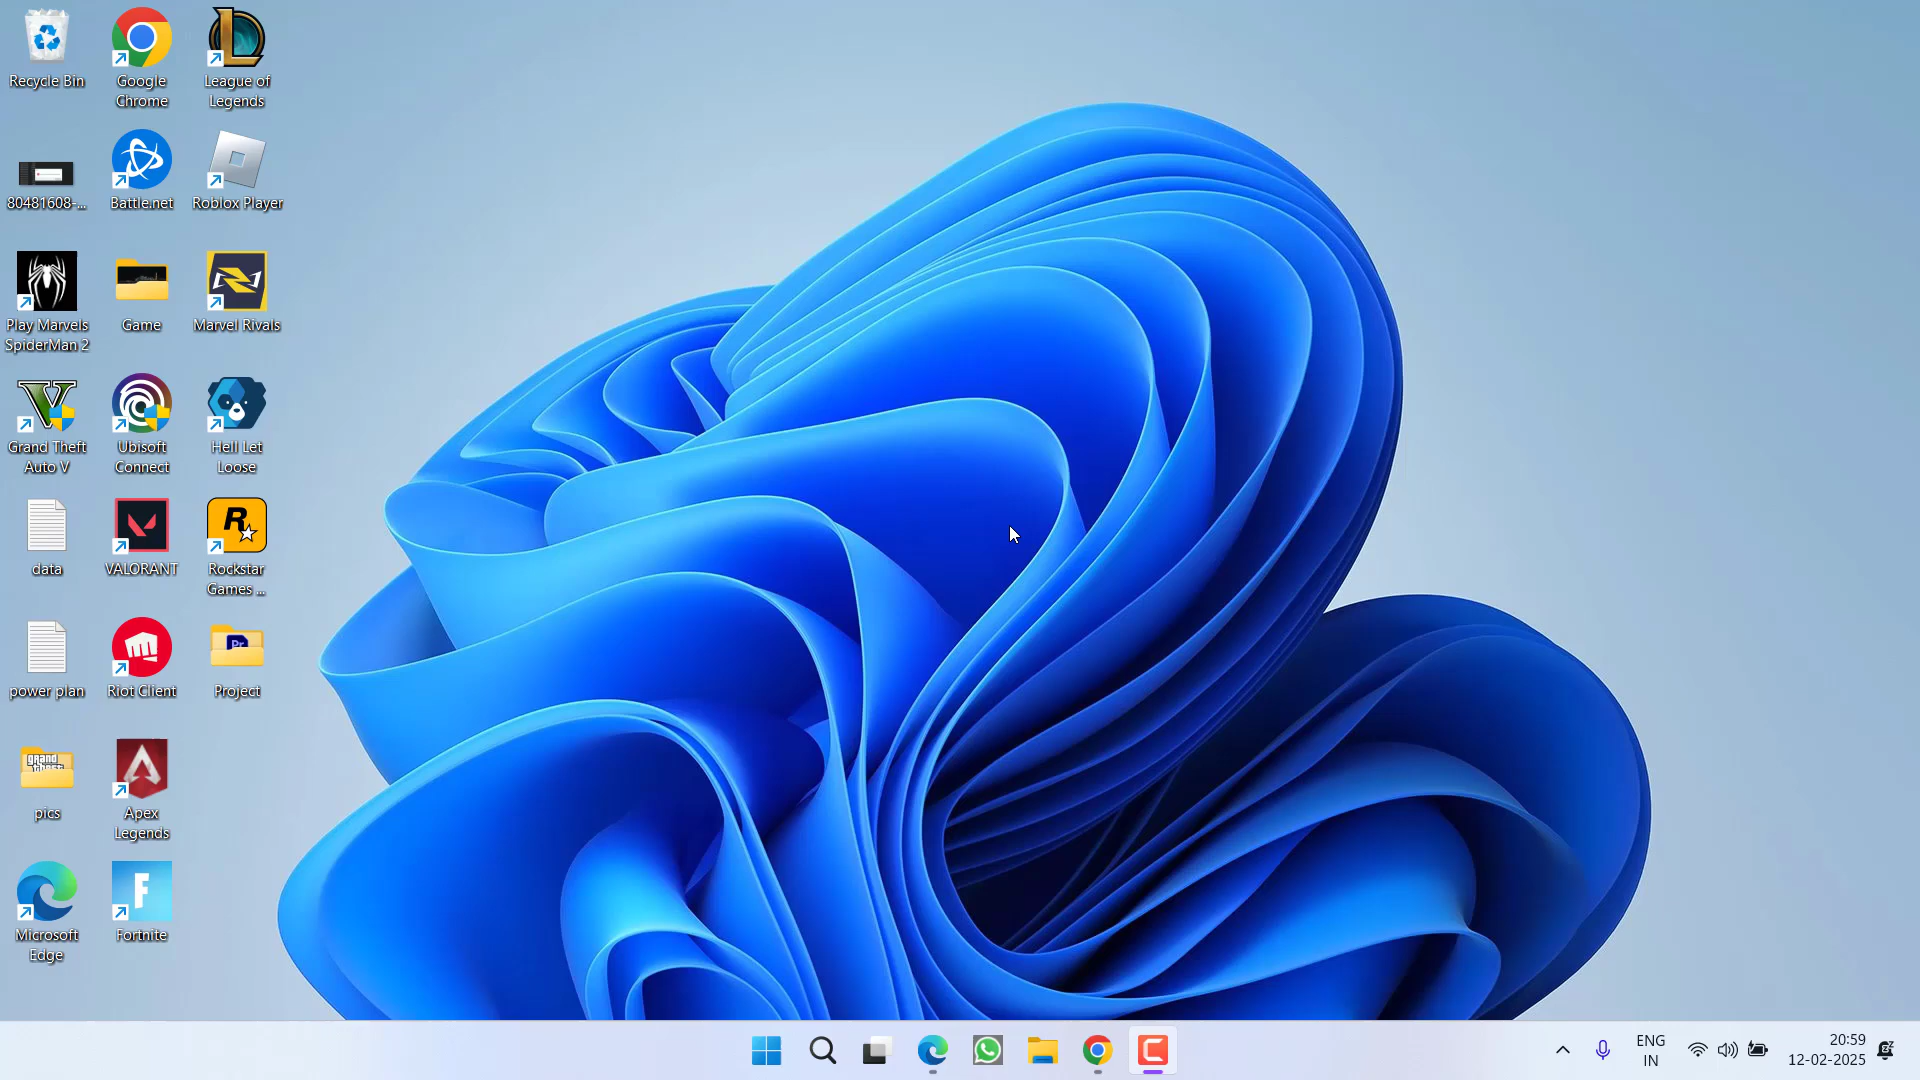 Recycle Bin
Google
Chrome
League of
Legends
80481608-...
Battle.net
Roblox Player
Play Marvels
SpiderMan 2
Game
Marvel Rivals
Grand Theft
Auto V
Ubisoft
Connect
Hell Let
Loose
data
VALORANT
Rockstar
Games ...
power plan
Riot Client
Project
pics
Apex
Legends
Microsoft
Edge
Fortnite
ENG
IN
20:59
12-02-2025